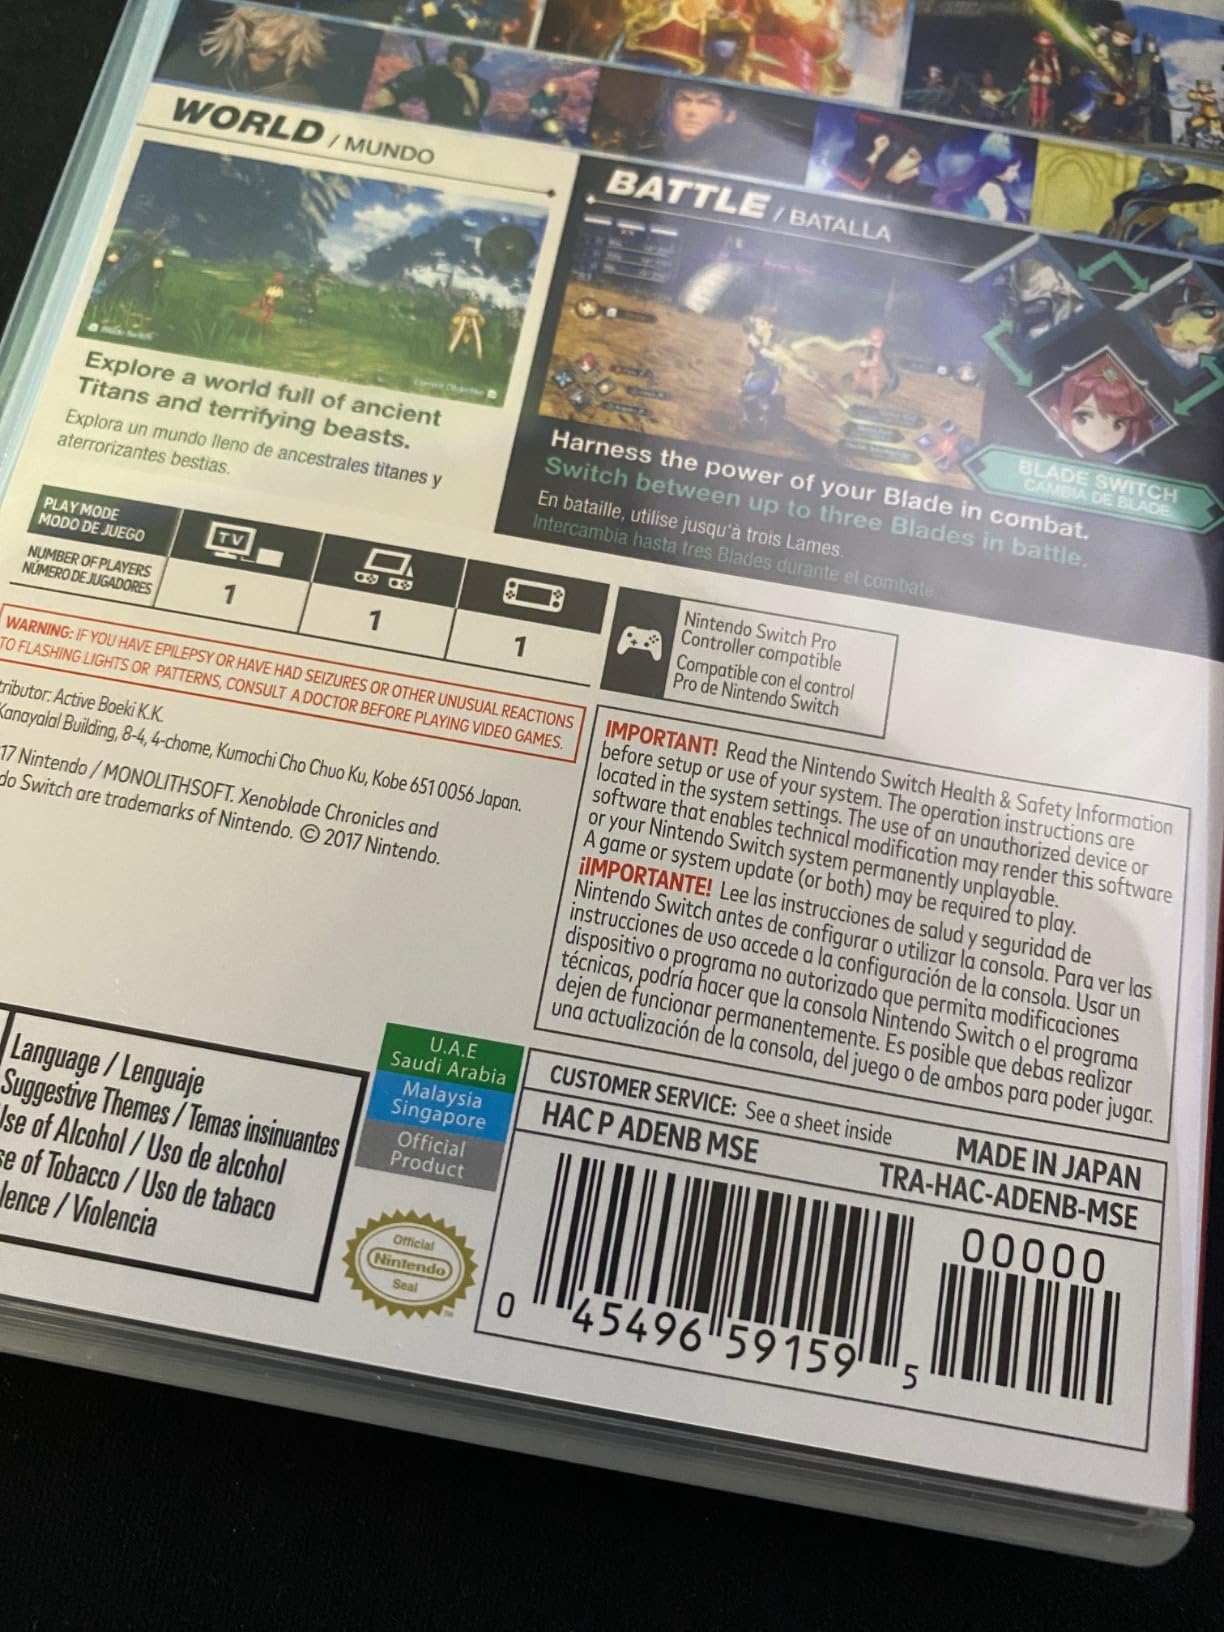 WORLD / MUNDO
Explore a world full of ancient
Titans and terrifying beasts.
Explora un mundo lleno de ancestrales titanes y
aterrorizantes bestias.
BATTLE / BATALLA
BLADE SWITCH
CAMBIA DE BLADE
Harness the power of your Blade in combat.
Switch between up to three Blades in battle.
En bataille, utilise jusqu'à trois Lames.
Intercambia hasta tres Blades durante el combate.
PLAY MODE
MODO DE JUEGO
TV
NUMBER OF PLAYERS
NÚMERO DE JUGADORES
1
1
1
Nintendo Switch Pro
Controller compatible
Compatible con el control
Pro de Nintendo Switch
WARNING: IF YOU HAVE EPILEPSY OR HAVE HAD SEIZURES OR OTHER UNUSUAL REACTIONS
TO FLASHING LIGHTS OR PATTERNS, CONSULT A DOCTOR BEFORE PLAYING VIDEO GAMES.
tributor: Active Boeki K.K.
Kanayalal Building, 8-4, 4-chome, Kumochi Cho Chuo Ku, Kobe 651 0056 Japan.
17 Nintendo / MONOLITHSOFT. Xenoblade Chronicles and
do Switch are trademarks of Nintendo. © 2017 Nintendo.
IMPORTANT! Read the Nintendo Switch Health & Safety Information
before setup or use of your system. The operation instructions are
located in the system settings. The use of an unauthorized device or
software that enables technical modification may render this software
or your Nintendo Switch system permanently unplayable.
A game or system update (or both) may be required to play.
¡IMPORTANTE! Lee las instrucciones de salud y seguridad de
Nintendo Switch antes de configurar o utilizar la consola. Para ver las
instrucciones de uso accede a la configuración de la consola. Usar un
dispositivo o programa no autorizado que permita modificaciones
técnicas, podría hacer que la consola Nintendo Switch o el programa
dejen de funcionar permanentemente. Es posible que debas realizar
una actualización de la consola, del juego o de ambos para poder jugar.
Language / Lenguaje
Suggestive Themes / Temas insinuantes
Use of Alcohol / Uso de alcohol
se of Tobacco / Uso de tabaco
lence / Violencia
U.A.E
Saudi Arabia
Malaysia
Singapore
Official
Product
Official
Nintendo
Seal
TM
CUSTOMER SERVICE: See a sheet inside
MADE IN JAPAN
HAC P ADENB MSE
TRA-HAC-ADENB-MSE
00000
0 45496 59159 5